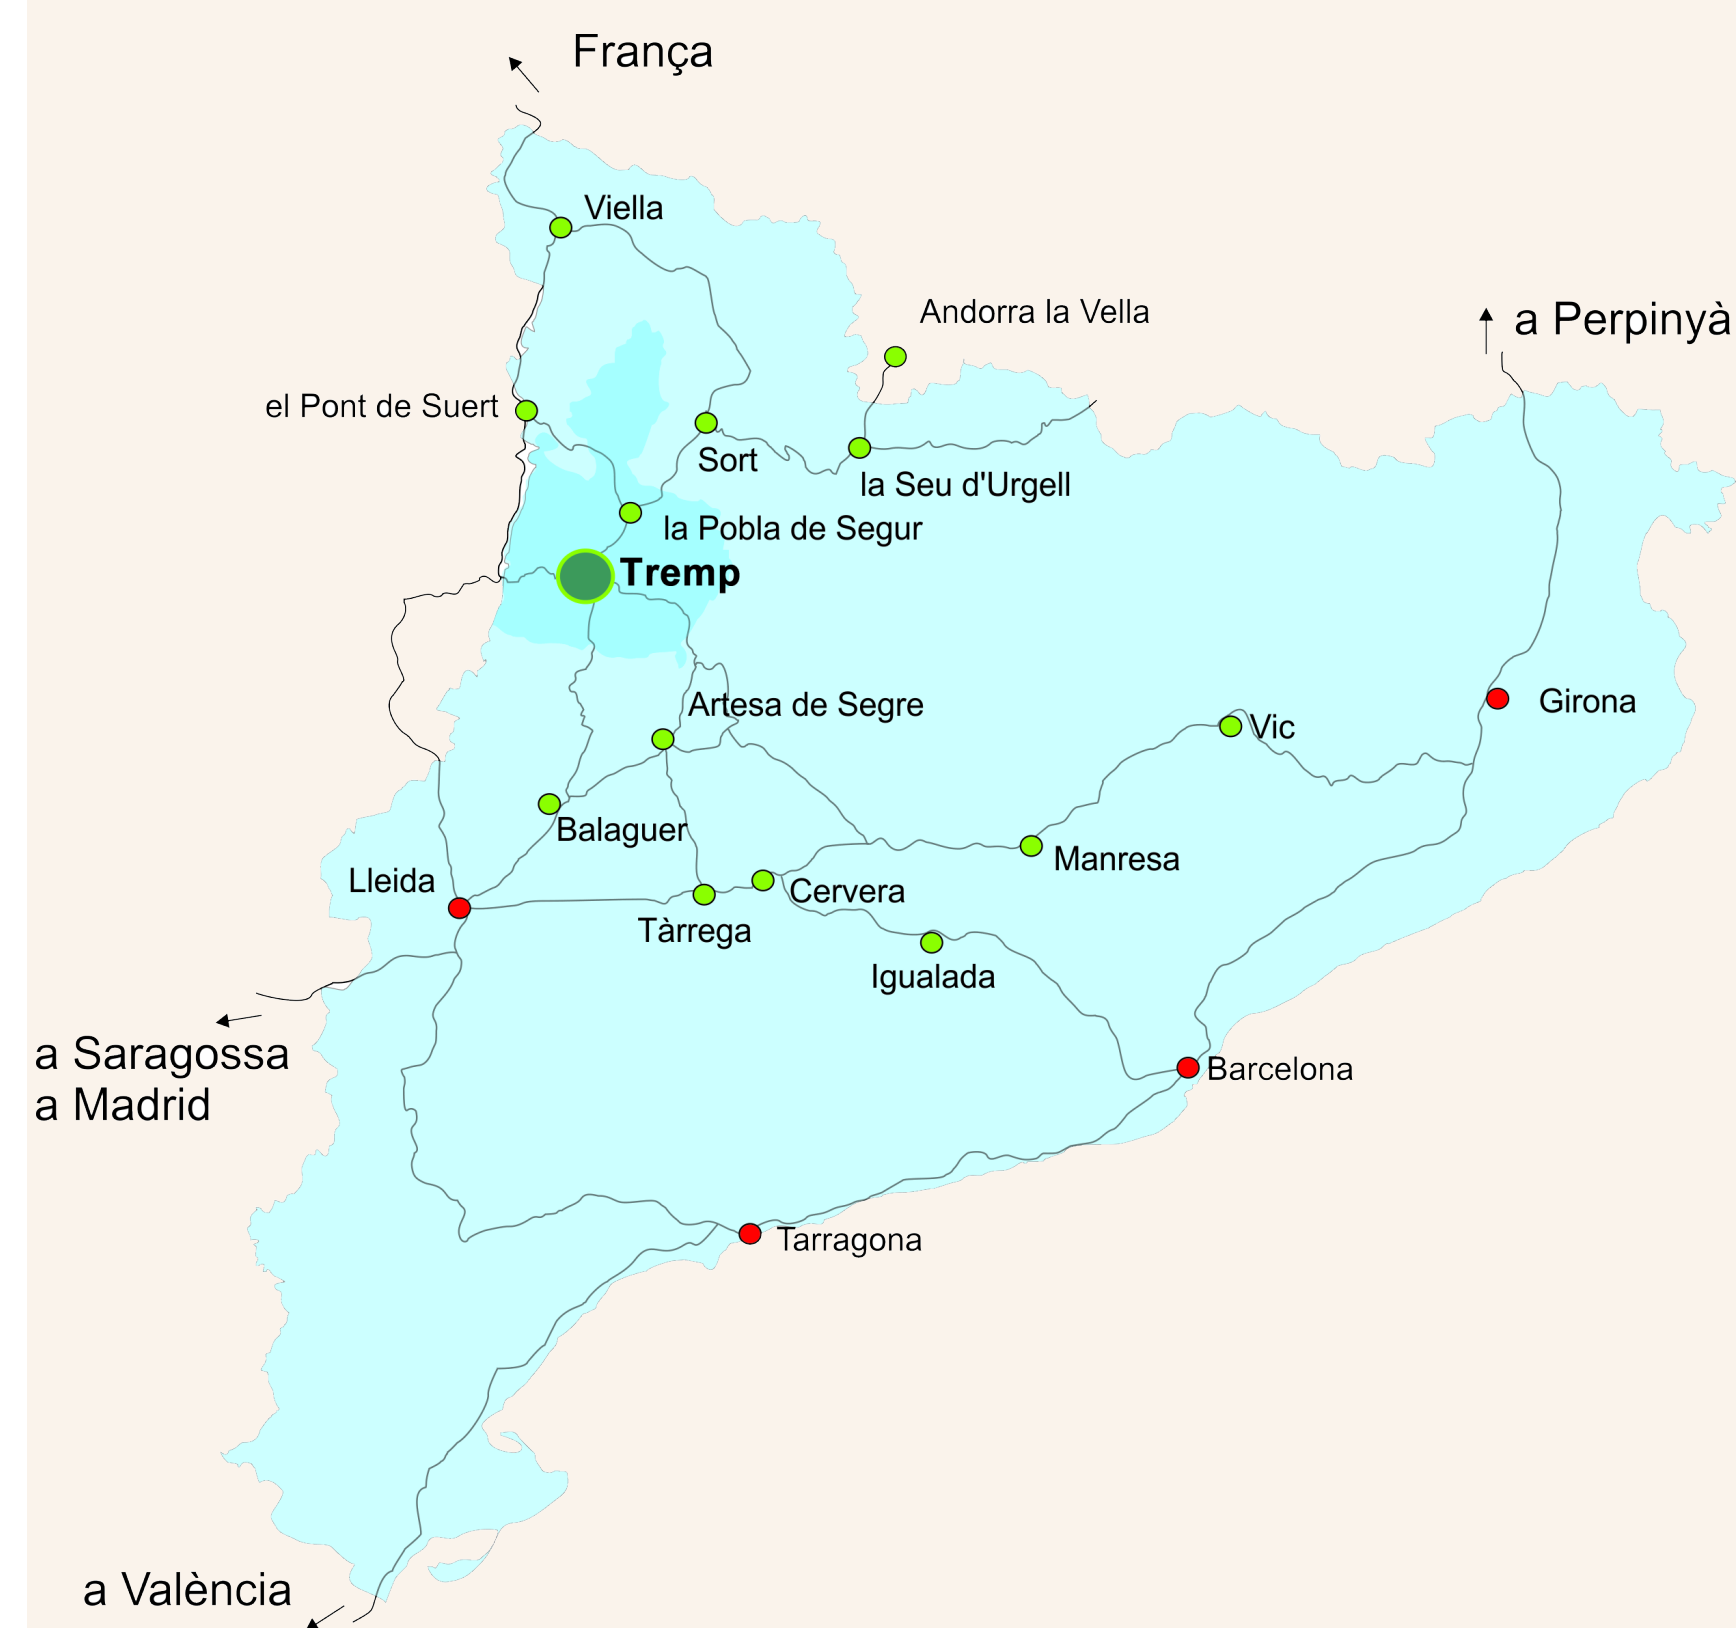 França
Viella
Andorra la Vella
a Perpinyà
el Pont de Suert
Sort
la Seu d'Urgell
la Pobla de Segur
Tremp
Artesa de Segre
Girona
Vic
Balaguer
Manresa
Lleida
Cervera
Tàrrega
Igualada
a Saragossa
a Madrid
Barcelona
Tarragona
a València